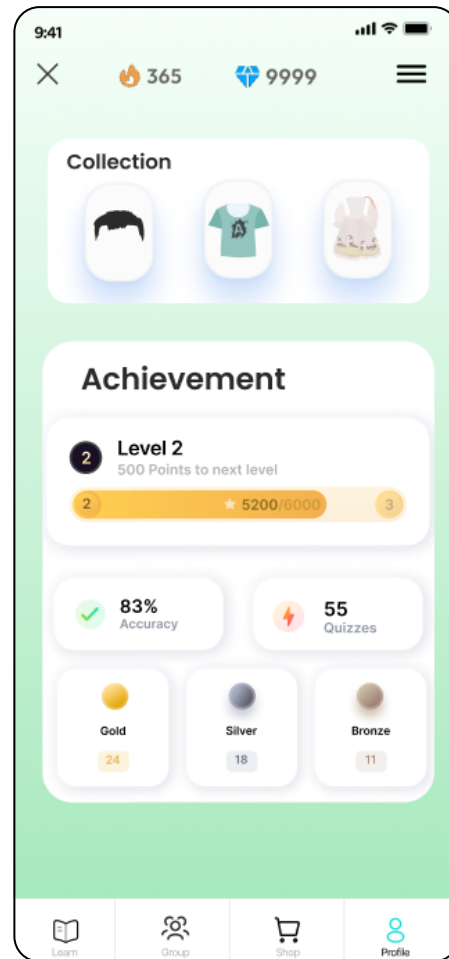 9:41
365 9999
Collection
A
Achievement
2 Level 2
500 Points to next level
2 5200/6000 3
83% 55
Accuracy Quizzes
Gold Silver Bronze
24 18 11
Learn Group Shop Profile